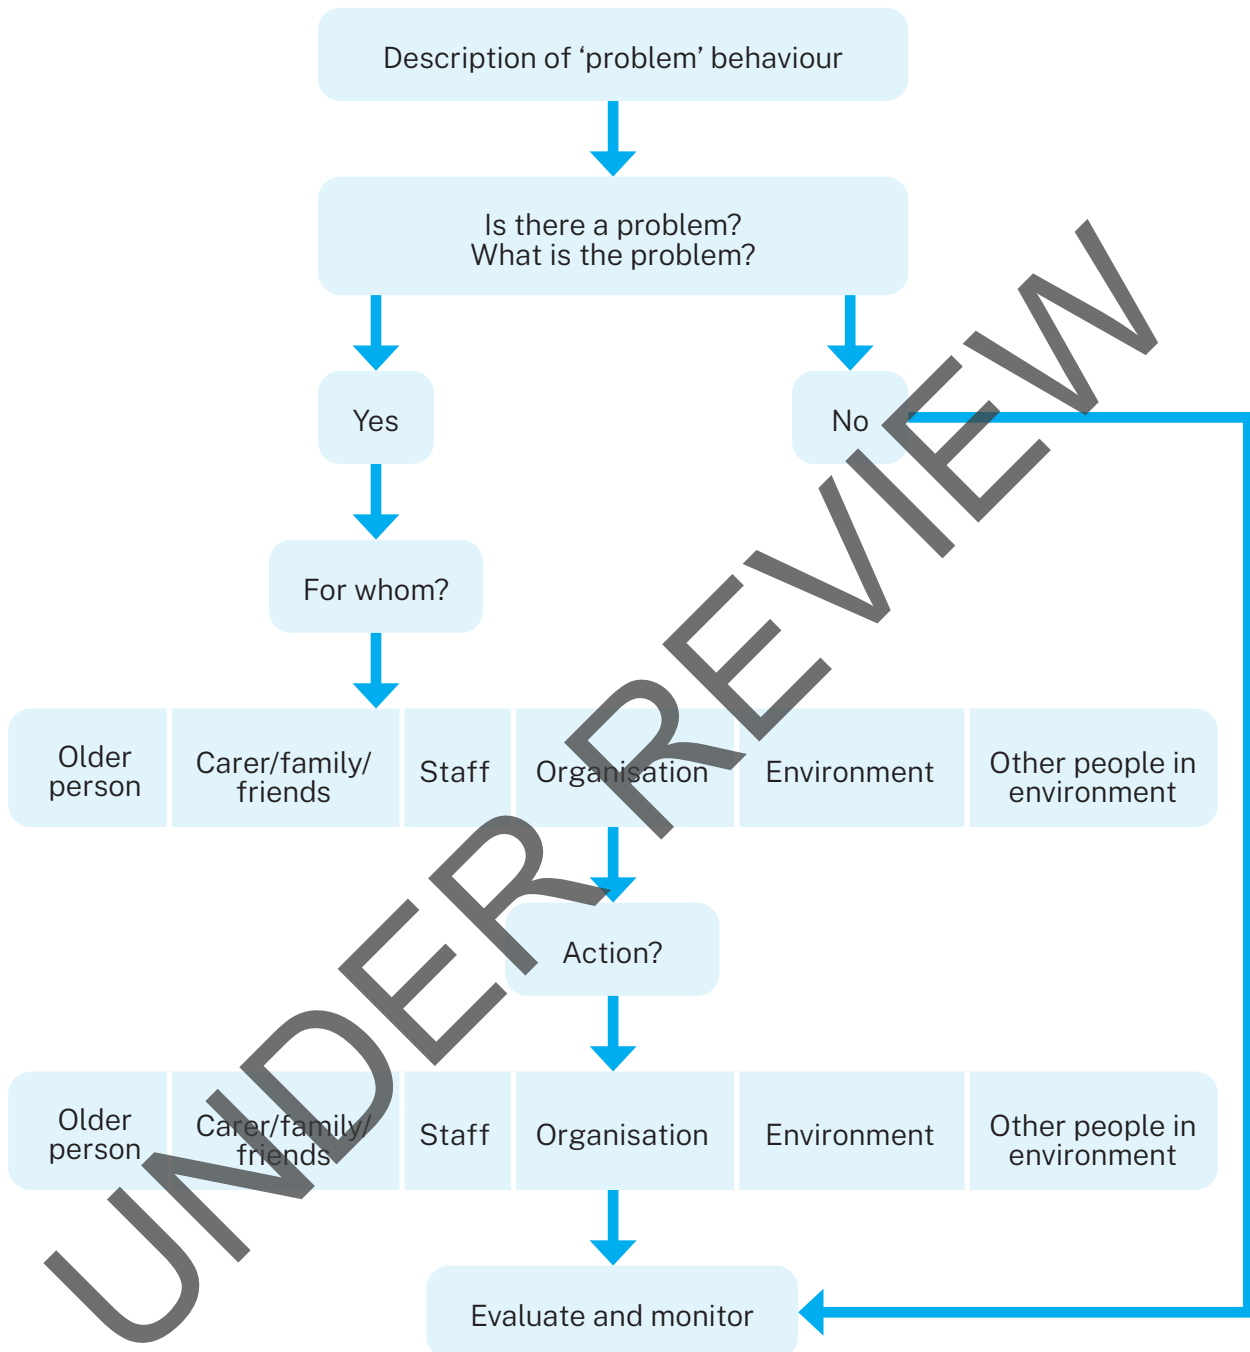 Description of ‘problem’ behaviour
Is there a problem?
What is the problem?
Yes
No
For whom?
Older
person
Carer/family/
friends
Staff
Organisation
Environment
Other people in
environment
Action?
Older
person
Carer/family/
friends
Staff
Organisation
Environment
Other people in
environment
Evaluate and monitor
UNDER REVIEW